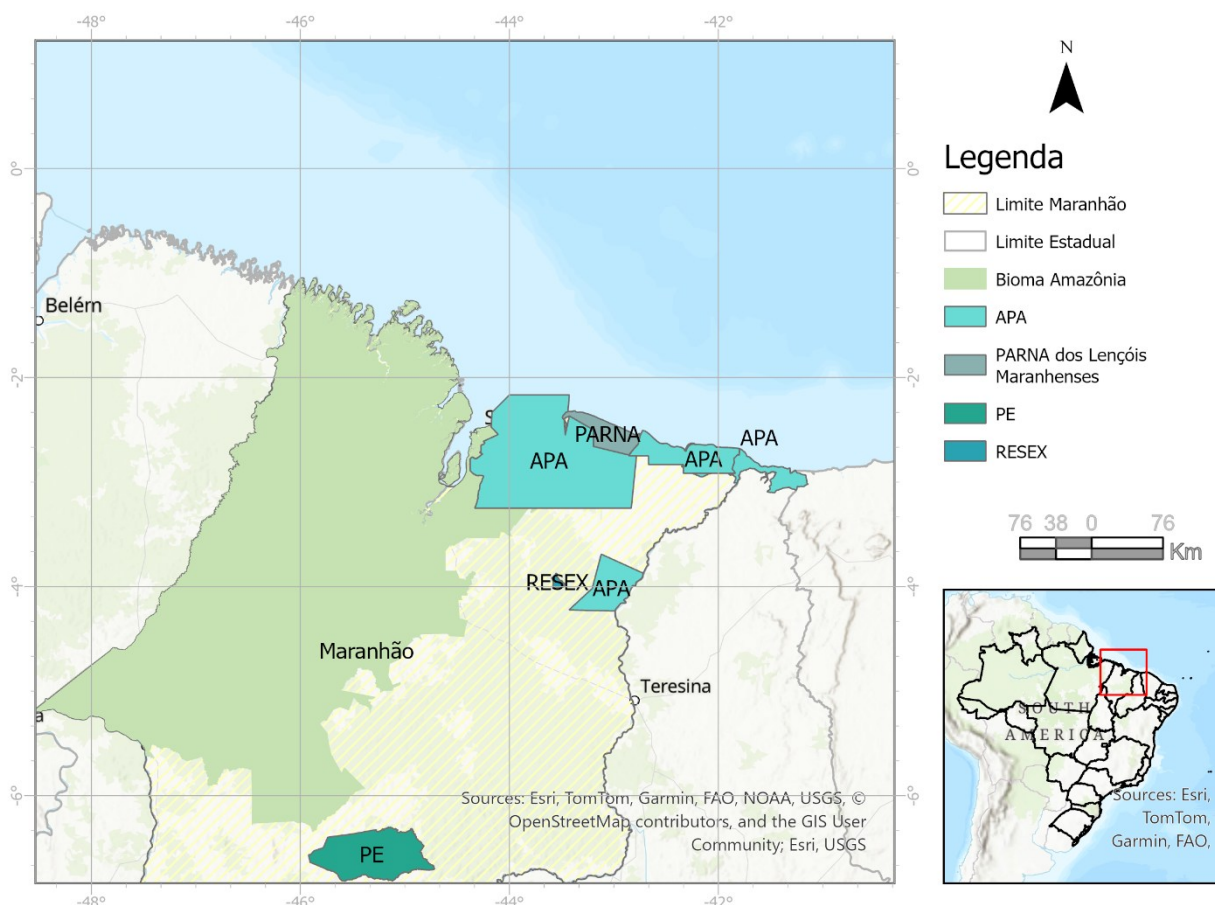 -48°
-46°
-44°
-42°
N
0°
0°
Belém
-2°
-2°
S
PARNA
APA
APA
APA
-4°
-4°
RESEX
APA
Maranhão
Teresina
a
-6°
-6°
PE
Sources: Esri, TomTom, Garmin, FAO, NOAA, USGS, ©
OpenStreetMap contributors, and the GIS User
Community; Esri, USGS
-48°
-46°
-44°
-42°
Legenda
Limite Maranhão
Limite Estadual
Bioma Amazônia
APA
PARNA dos Lençóis
Maranhenses
PE
RESEX
76 38 0 76
Km
SOUTH
AMERICA
Sources: Esri,
TomTom,
Garmin, FAO,